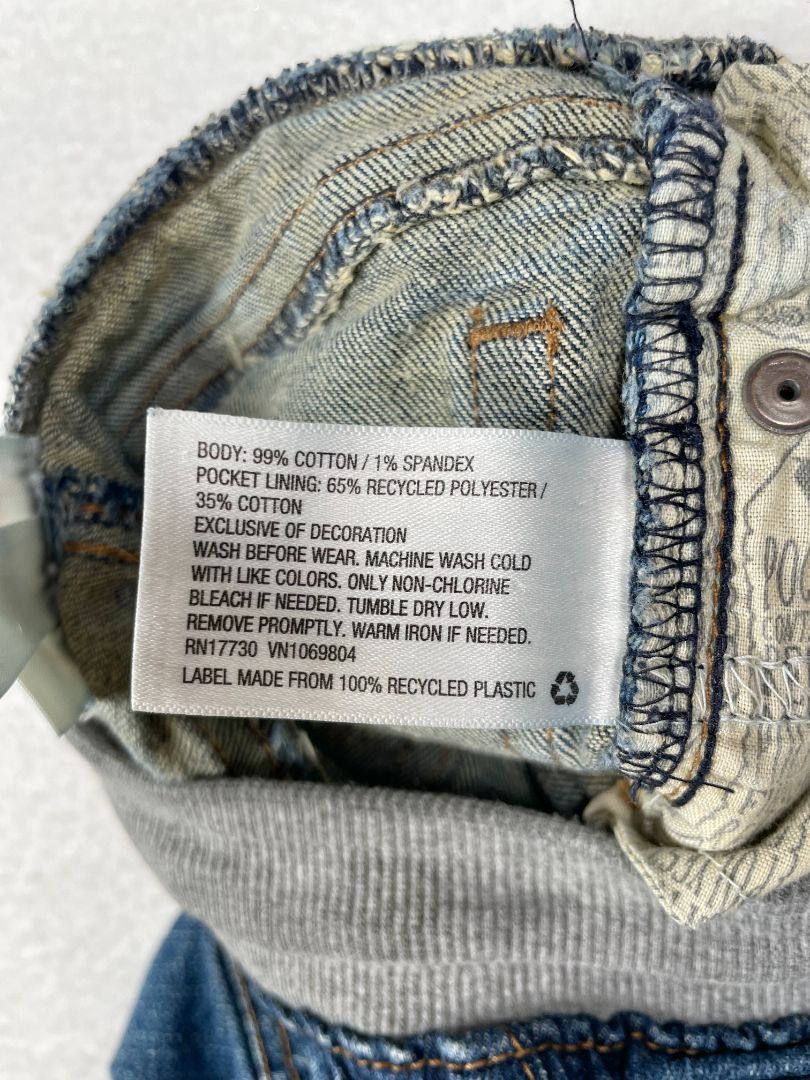 BODY: 99% COTTON / 1% SPANDEX
POCKET LINING: 65% RECYCLED POLYESTER /
35% COTTON
EXCLUSIVE OF DECORATION
WASH BEFORE WEAR. MACHINE WASH COLD
WITH LIKE COLORS. ONLY NON-CHLORINE
BLEACH IF NEEDED. TUMBLE DRY LOW.
REMOVE PROMPTLY. WARM IRON IF NEEDED.
RN17730 VN1069804
LABEL MADE FROM 100% RECYCLED PLASTIC